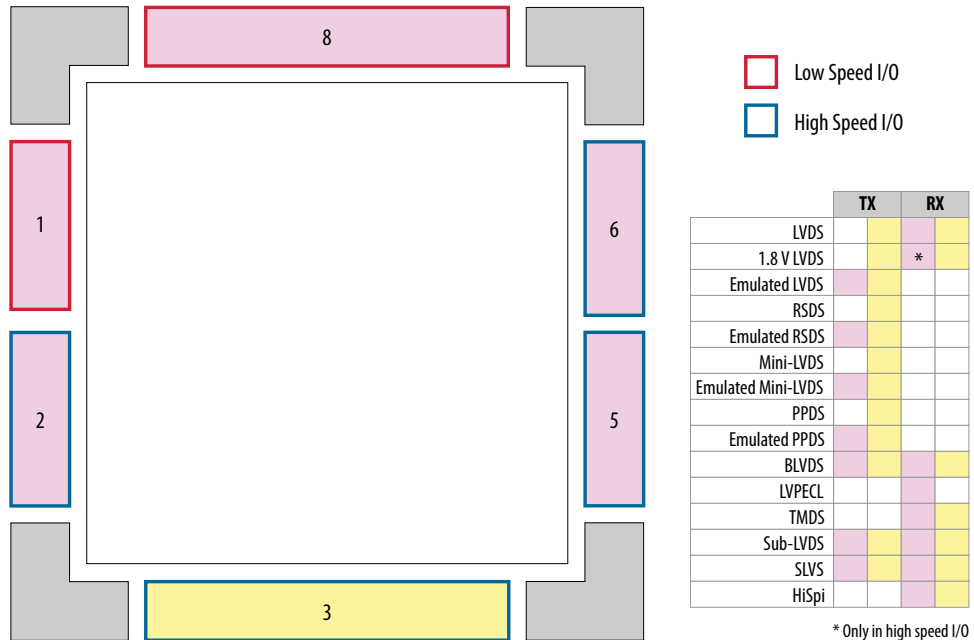 8
Low Speed I/O
High Speed I/O
1
6
2
5
3
TX RX
LVDS
1.8 V LVDS *
Emulated LVDS
RSDS
Emulated RSDS
Mini-LVDS
Emulated Mini-LVDS
PPDS
Emulated PPDS
BLVDS
LVPECL
TMDS
Sub-LVDS
SLVS
HiSpi
* Only in high speed I/O